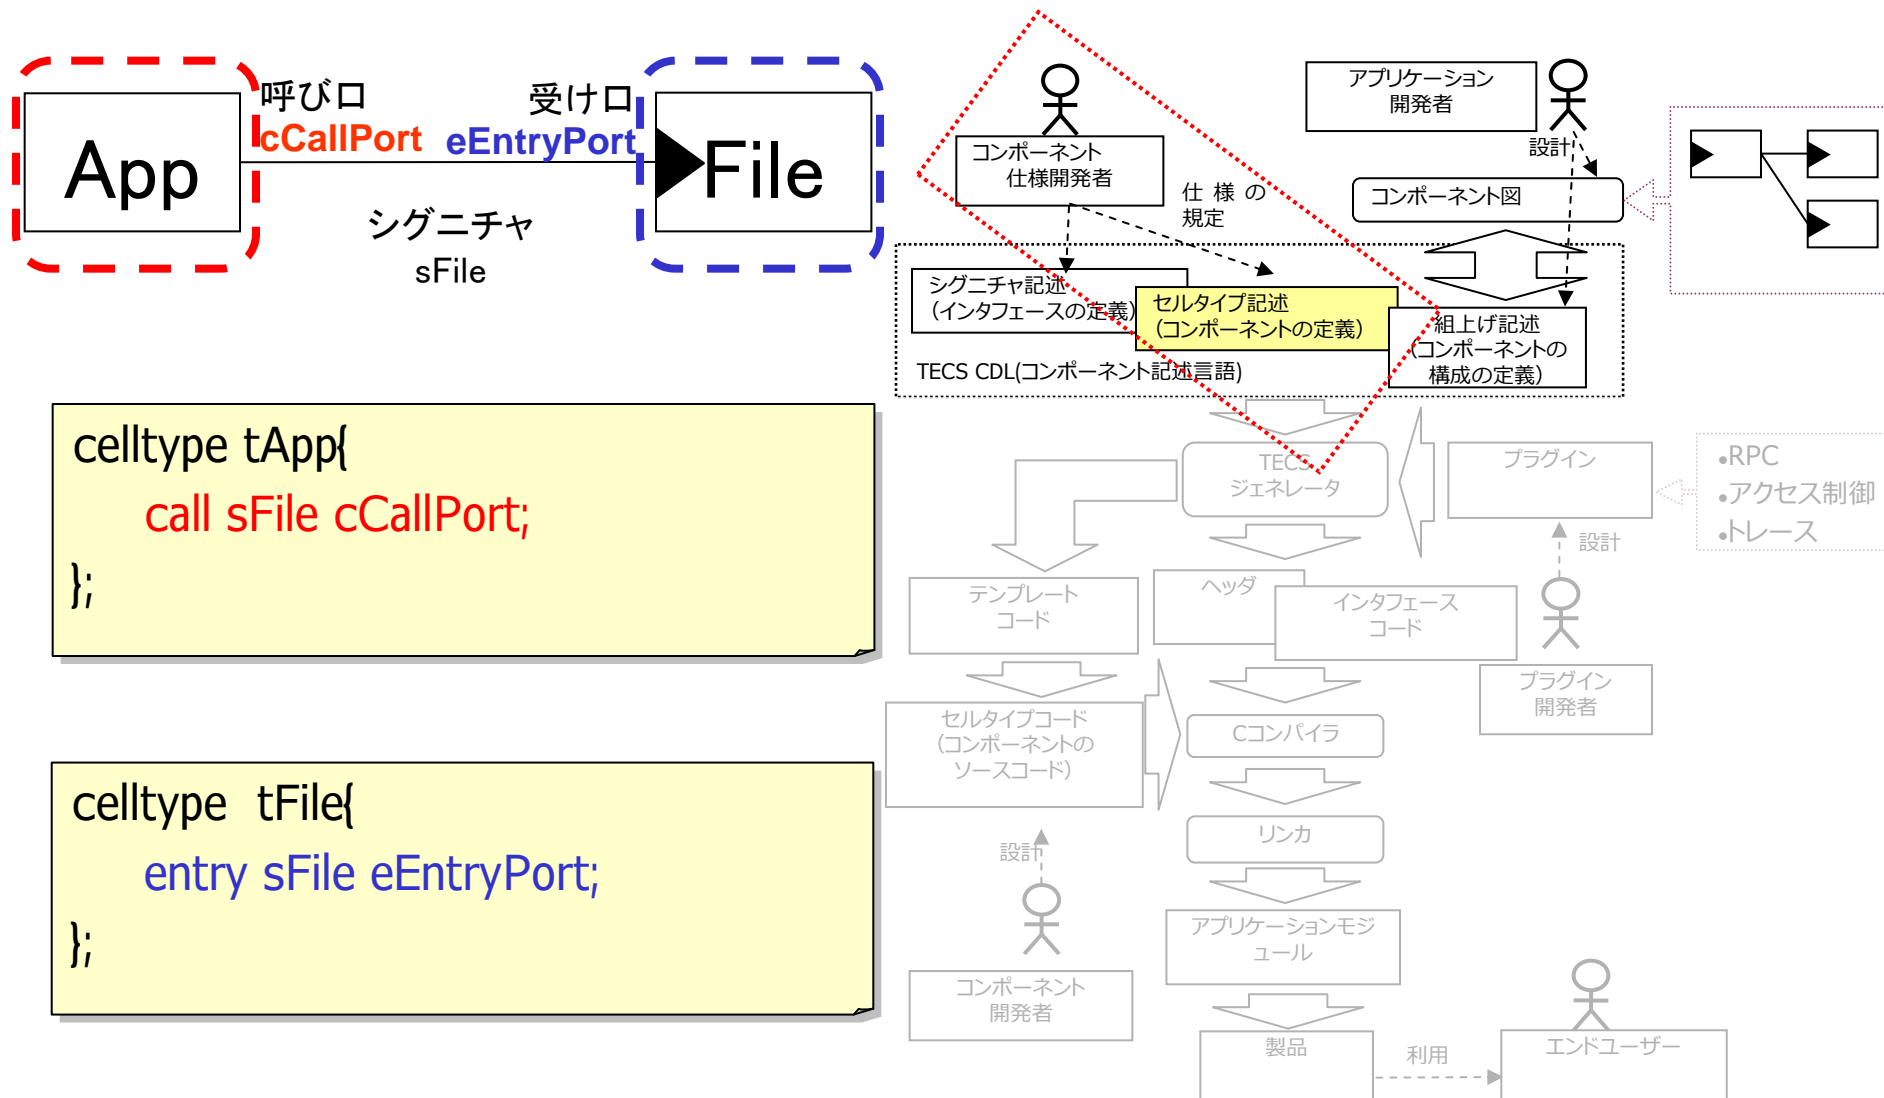 呼び口
受け口
cCallPort
eEntryPort
App
File
シグニチャ
sFile
celltype tApp{
call sFile cCallPort;
};
celltype tFile{
entry sFile eEntryPort;
};
アプリケーション
開発者
コンポーネント
仕様開発者
設計
仕 様 の
規定
コンポーネント図
シグニチャ記述
（インタフェースの定義）
セルタイプ記述
（コンポーネントの定義）
組上げ記述
（コンポーネントの
構成の定義）
TECS CDL(コンポーネント記述言語)
TECS
ジェネレータ
プラグイン
•RPC
•アクセス制御
•トレース
設計
テンプレート
コード
ヘッダ
インタフェース
コード
プラグイン
開発者
セルタイプコード
（コンポーネントの
ソースコード）
Cコンパイラ
リンカ
設計
アプリケーションモジ
ュール
コンポーネント
開発者
製品
利用
エンドユーザー